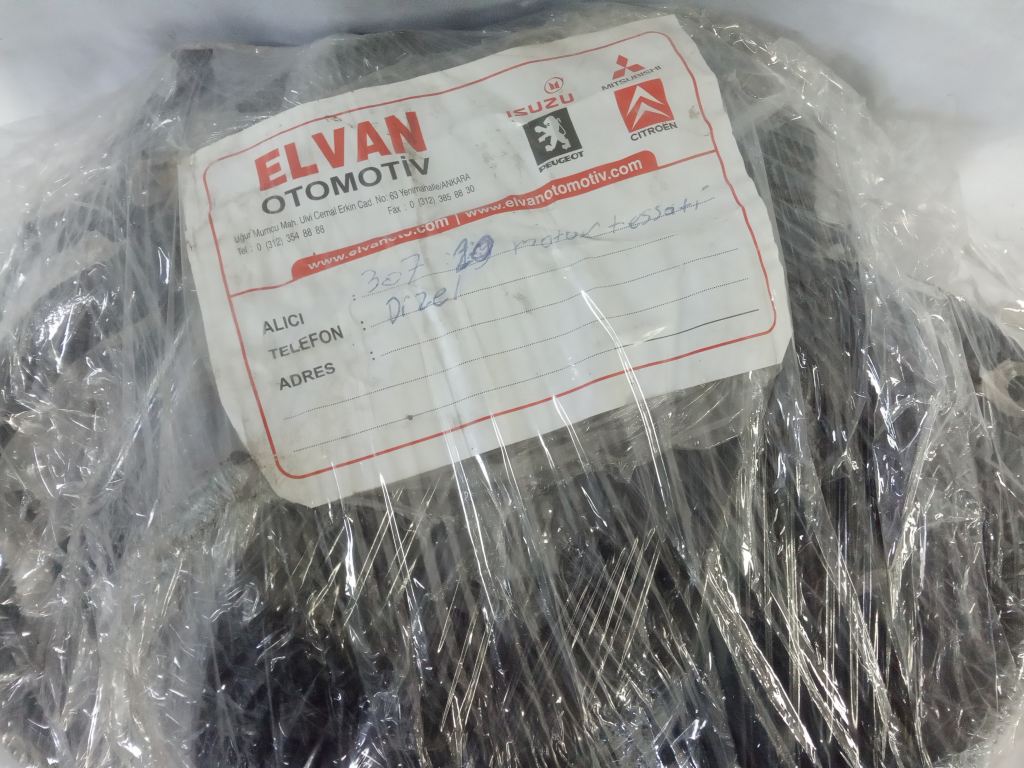 ELVAN
OTOMOTİV
Uğur Mumcu Mah. Ulvi Cemal Erkin Cad. No: 63 Yenimahalle/ANKARA
Tel : 0 (312) 354 88 88 Fax : 0 (312) 385 88 30
ISUZU
MITSUBISHI
PEUGEOT
CITROËN
www.elvanoto.com | www.elvanotomotiv.com
ALICI : 307 20 motor tessatı
TELEFON : Dizel
ADRES :